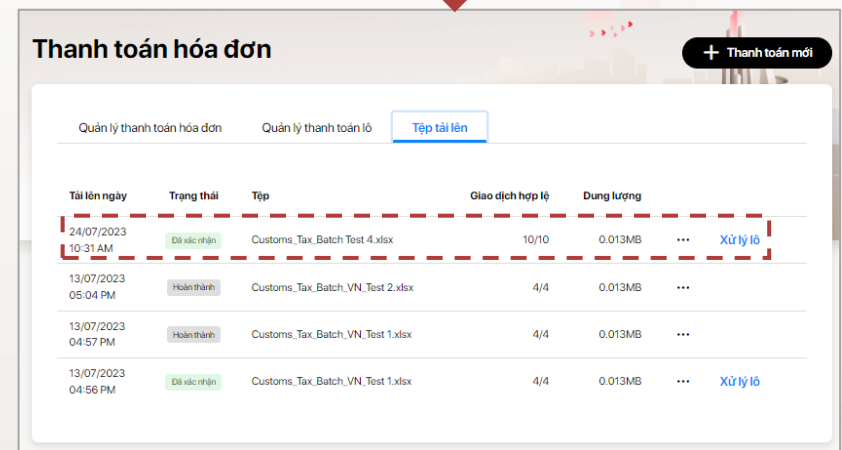 Thanh toán hóa đơn
+ Thanh toán mới
Quản lý thanh toán hóa đơn Quản lý thanh toán lô Tệp tải lên
Tải lên ngày Trạng thái Tệp Giao dịch hợp lệ Dung lượng
24/07/2023
10:31 AM Đã xác nhận Customs_Tax_Batch Test 4.xlsx 10/10 0.013MB ••• Xử lý lô
13/07/2023
05:04 PM Hoàn thành Customs_Tax_Batch_VN_Test 2.xlsx 4/4 0.013MB •••
13/07/2023
04:57 PM Hoàn thành Customs_Tax_Batch_VN_Test 1.xlsx 4/4 0.013MB •••
13/07/2023
04:56 PM Đã xác nhận Customs_Tax_Batch_VN_Test 1.xlsx 4/4 0.013MB ••• Xử lý lô